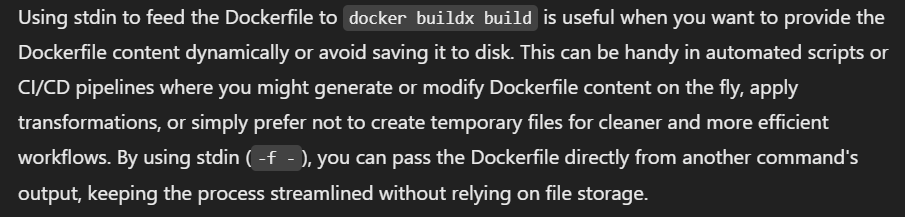 Using stdin to feed the Dockerfile to docker buildx build is useful when you want to provide the
Dockerfile content dynamically or avoid saving it to disk. This can be handy in automated scripts or
CI/CD pipelines where you might generate or modify Dockerfile content on the fly, apply
transformations, or simply prefer not to create temporary files for cleaner and more efficient
workflows. By using stdin ( -f - ), you can pass the Dockerfile directly from another command's
output, keeping the process streamlined without relying on file storage.